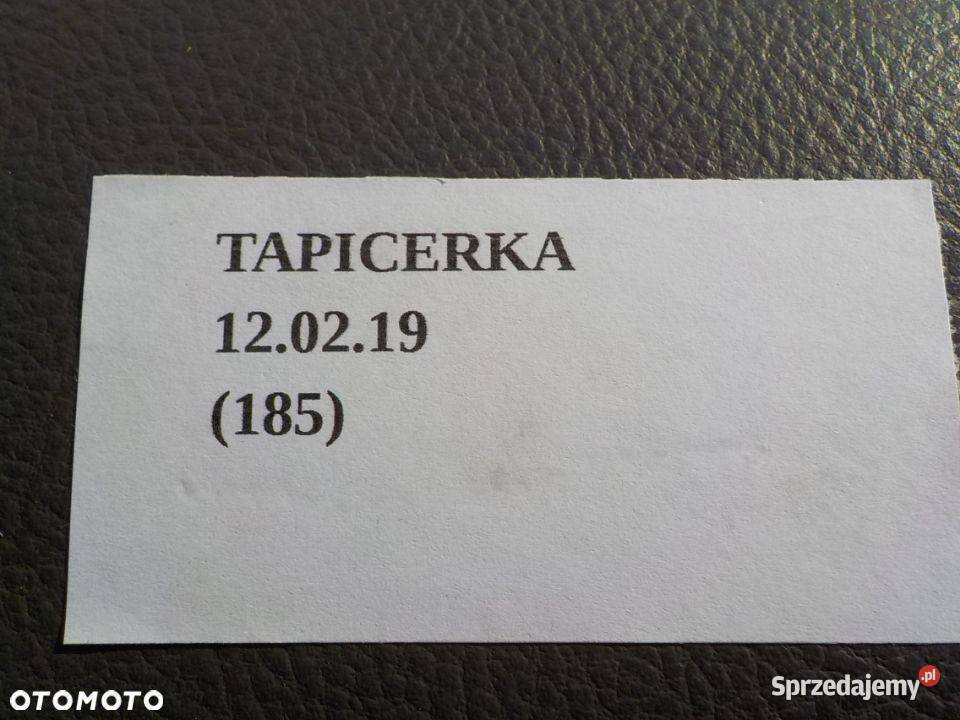 TAPICERKA
12.02.19
(185)
OTOMOTO
Sprzedajemy.pl